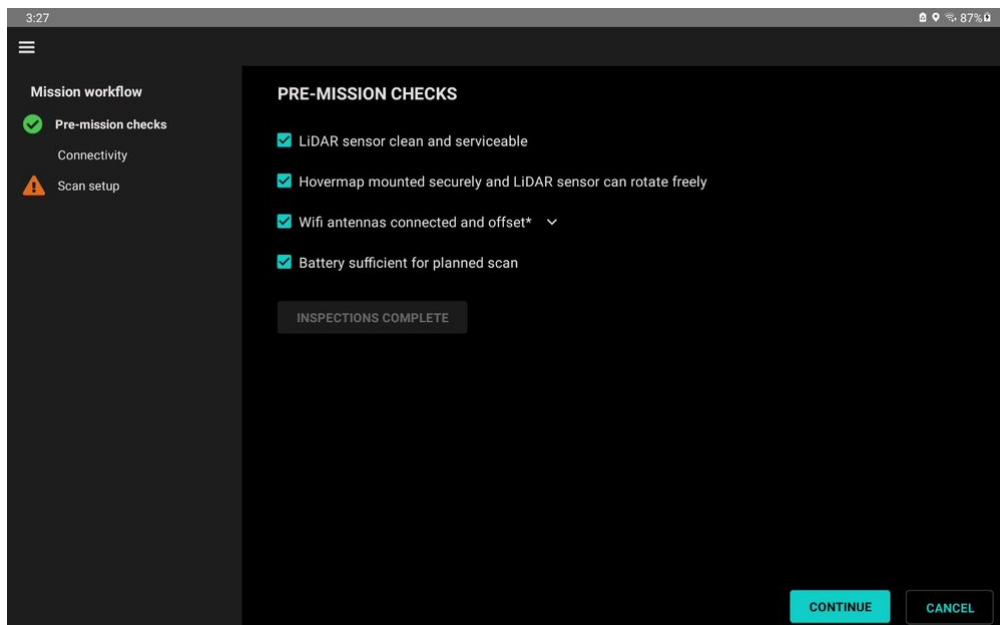 3:27
87%
Mission workflow
Pre-mission checks
Connectivity
Scan setup
PRE-MISSION CHECKS
LiDAR sensor clean and serviceable
Hovermap mounted securely and LiDAR sensor can rotate freely
Wifi antennas connected and offset*
Battery sufficient for planned scan
INSPECTIONS COMPLETE
CONTINUE
CANCEL